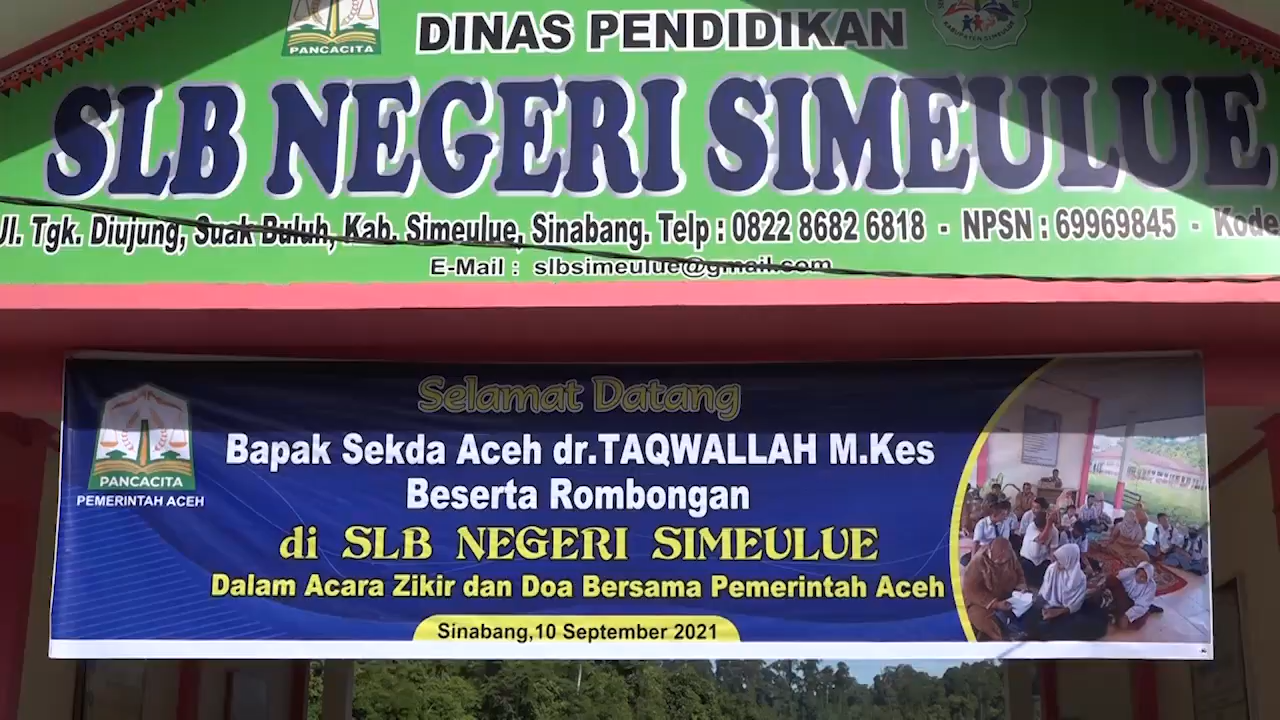 PANCACITA
DINAS PENDIDIKAN
KABUPATEN SIMEULUE
SLB NEGERI SIMEULUE
Jl. Tgk. Diujung, Suak Buluh, Kab. Simeulue, Sinabang. Telp : 0822 8682 6818 - NPSN : 69969845 - Kode
E-Mail : slbsimeulue@gmail.com
Selamat Datang
Bapak Sekda Aceh dr.TAQWALLAH M.Kes
Beserta Rombongan
di SLB NEGERI SIMEULUE
Dalam Acara Zikir dan Doa Bersama Pemerintah Aceh
Sinabang,10 September 2021
PANCACITA
PEMERINTAH ACEH